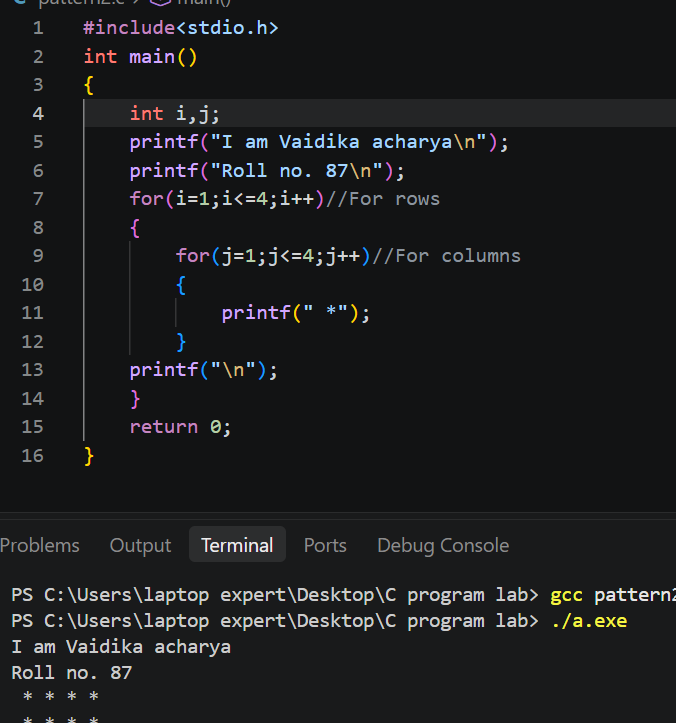 pattern2.c > main()
1 #include<stdio.h>
2 int main()
3 {
4 int i,j;
5 printf("I am Vaidika acharya\n");
6 printf("Roll no. 87\n");
7 for(i=1;i<=4;i++)//For rows
8 {
9 for(j=1;j<=4;j++)//For columns
10 {
11 printf(" *");
12 }
13 printf("\n");
14 }
15 return 0;
16 }
Problems Output Terminal Ports Debug Console
PS C:\Users\laptop expert\Desktop\C program lab> gcc pattern2
PS C:\Users\laptop expert\Desktop\C program lab> ./a.exe
I am Vaidika acharya
Roll no. 87
* * * *
* * * *